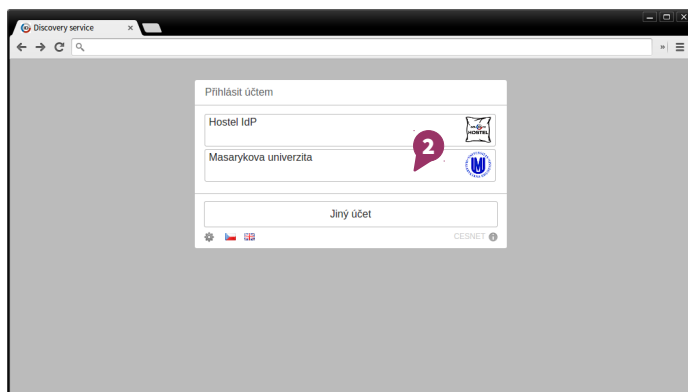 Discovery service
Přihlásit účtem
Hostel IdP
HOSTEL
Masarykova univerzita
2
Jiný účet
CESNET